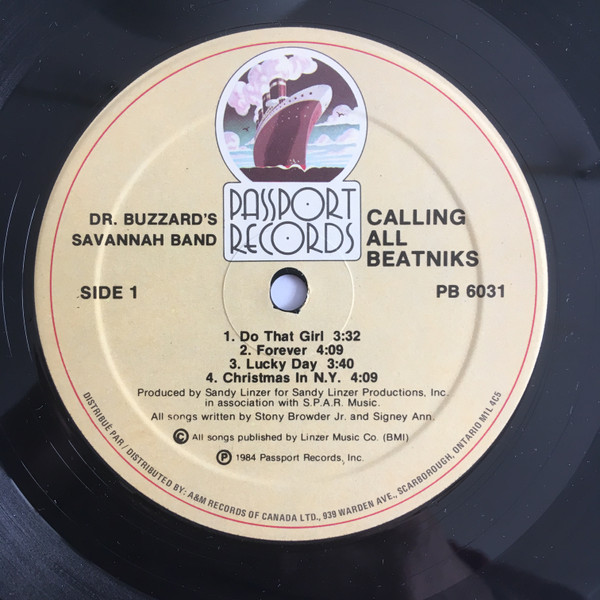 PASSPORT
RECORDS
DR. BUZZARD'S
SAVANNAH BAND
CALLING
ALL
BEATNIKS
SIDE 1
PB 6031
1. Do That Girl 3:32
2. Forever 4:09
3. Lucky Day 3:40
4. Christmas In N.Y. 4:09
Produced by Sandy Linzer for Sandy Linzer Productions, Inc.
in association with S.P.A.R. Music.
All songs written by Stony Browder Jr. and Signey Ann.
Ⓒ All songs published by Linzer Music Co. (BMI)
Ⓟ 1984 Passport Records, Inc.
DISTRIBUÉ PAR / DISTRIBUTED BY: A&M RECORDS OF CANADA LTD., 939 WARDEN AVE., SCARBOROUGH, ONTARIO M1L 4C5